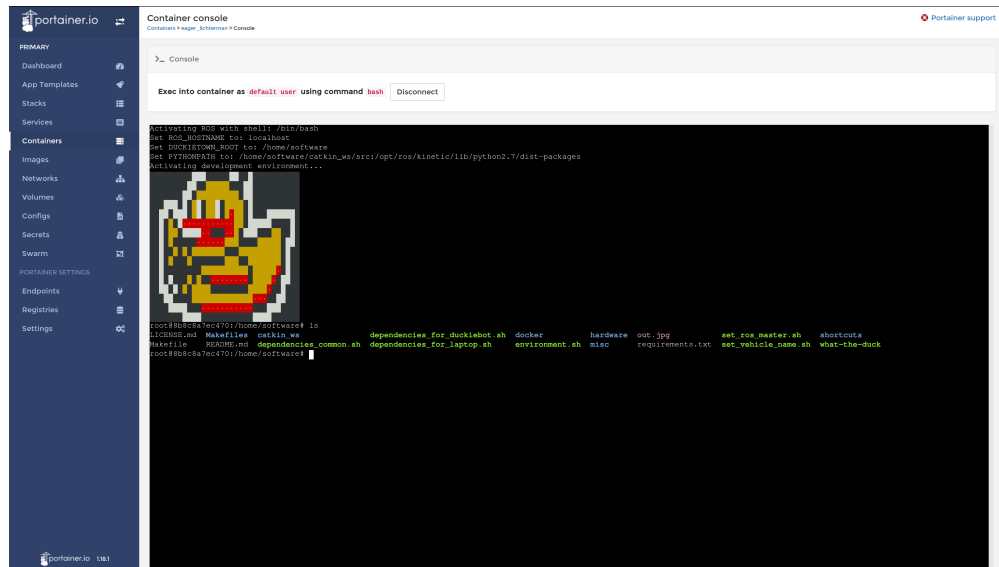 portainer.io
Container console
Portainer support
Containers > eager_lichterman > Console
PRIMARY
Dashboard
App Templates
Stacks
Services
Containers
Images
Networks
Volumes
Configs
Secrets
Swarm
PORTAINER SETTINGS
Endpoints
Registries
Settings
portainer.io 1.18.1
>_ Console
Exec into container as default user using command bash Disconnect
Activating ROS with shell: /bin/bash
Set ROS_HOSTNAME to: localhost
Set DUCKIETOWN_ROOT to: /home/software
Set PYTHONPATH to: /home/software/catkin_ws/src:/opt/ros/kinetic/lib/python2.7/dist-packages
Activating development environment...
root@8b8c8a7ec470:/home/software# ls
LICENSE.md Makefiles catkin_ws dependencies_for_duckiebot.sh docker hardware out.jpg set_ros_master.sh shortcuts
Makefile README.md dependencies_common.sh dependencies_for_laptop.sh environment.sh misc requirements.txt set_vehicle_name.sh what-the-duck
root@8b8c8a7ec470:/home/software#